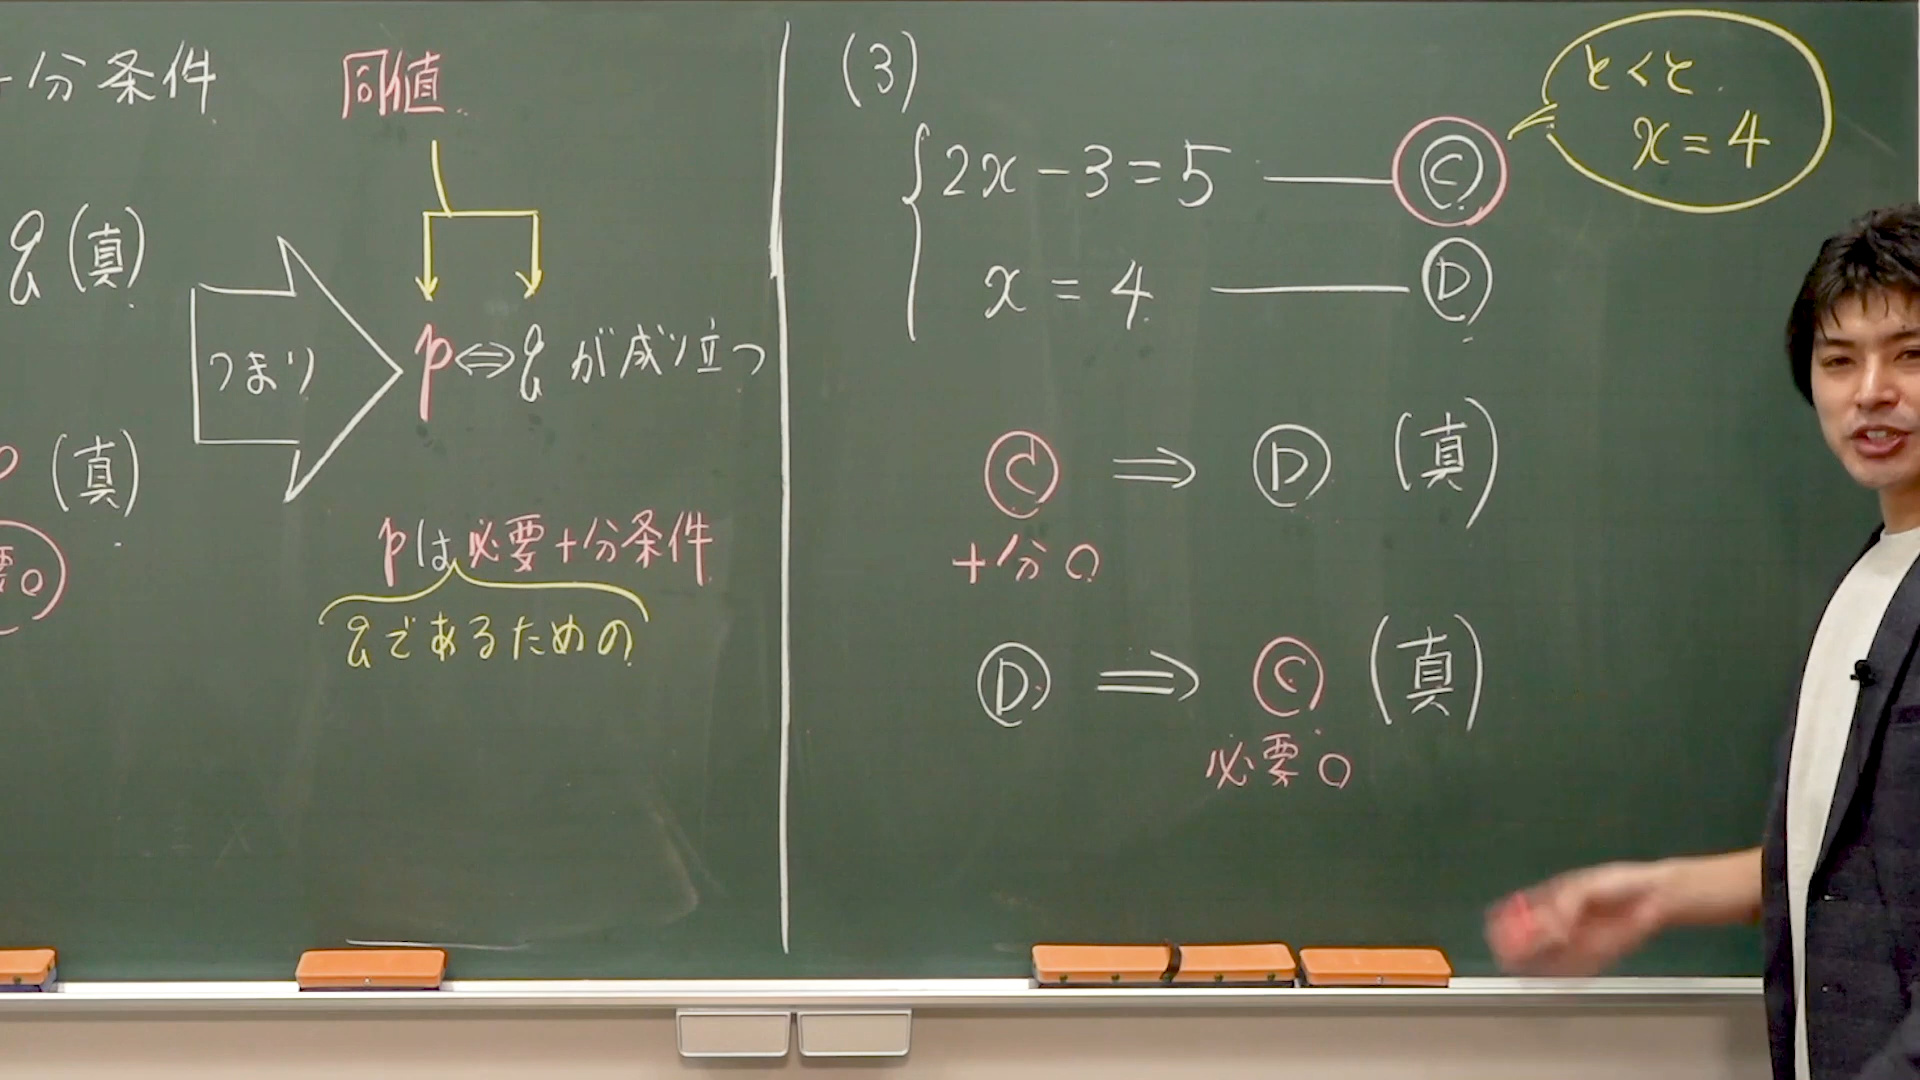 十分条件
同値
q (真)
つまり
p⇔q が成り立つ
(真)
要○
pは必要十分条件
qであるための
(3)
2x-3=5 Ⓒ
とくと
x=4
x=4 Ⓓ
Ⓒ ⇒ Ⓓ (真)
十分○
Ⓓ ⇒ Ⓒ (真)
必要○